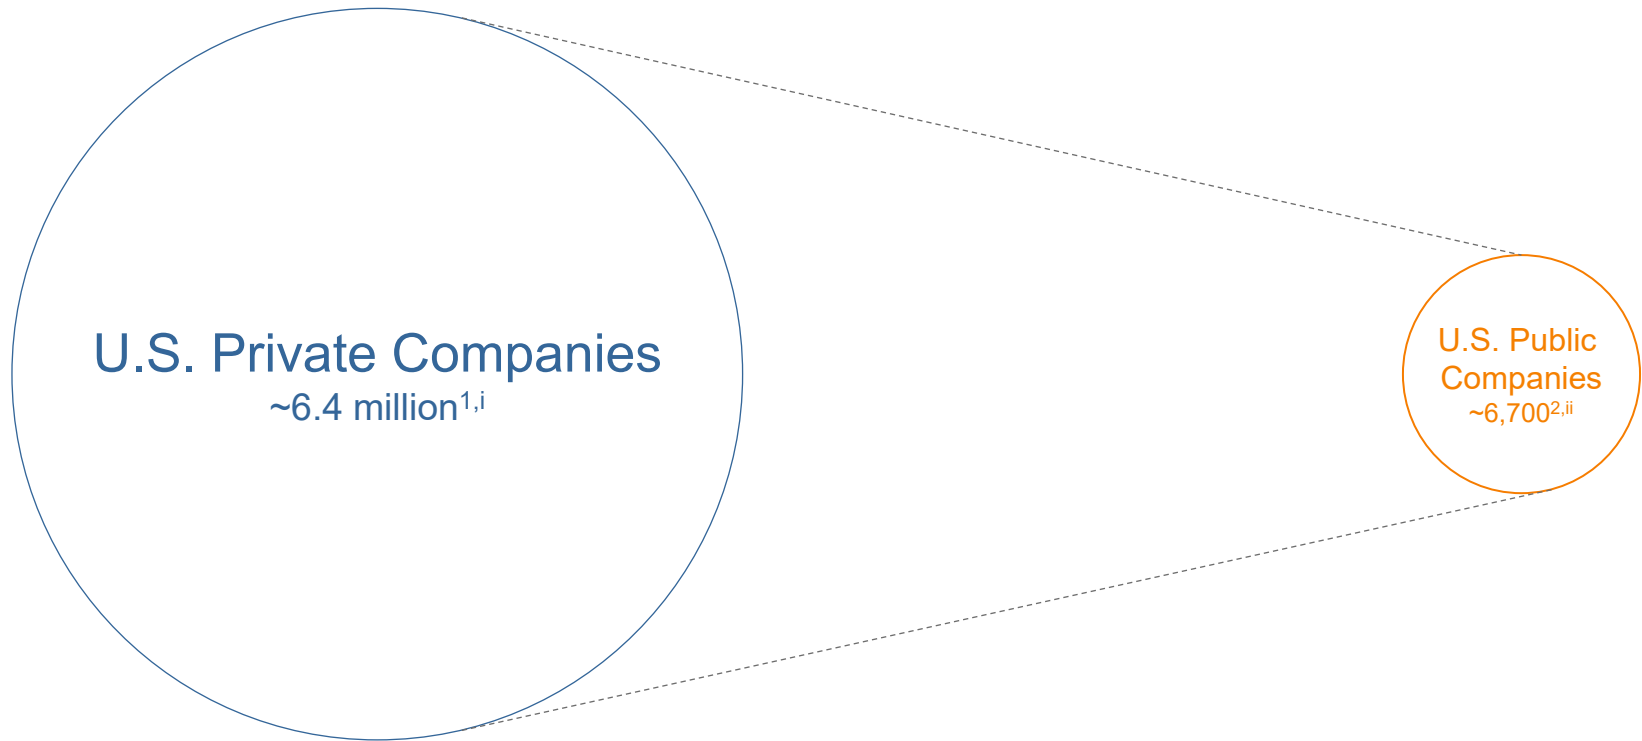 U.S. Private Companies
~6.4 million1,i
U.S. Public
Companies
~6,7002,ii